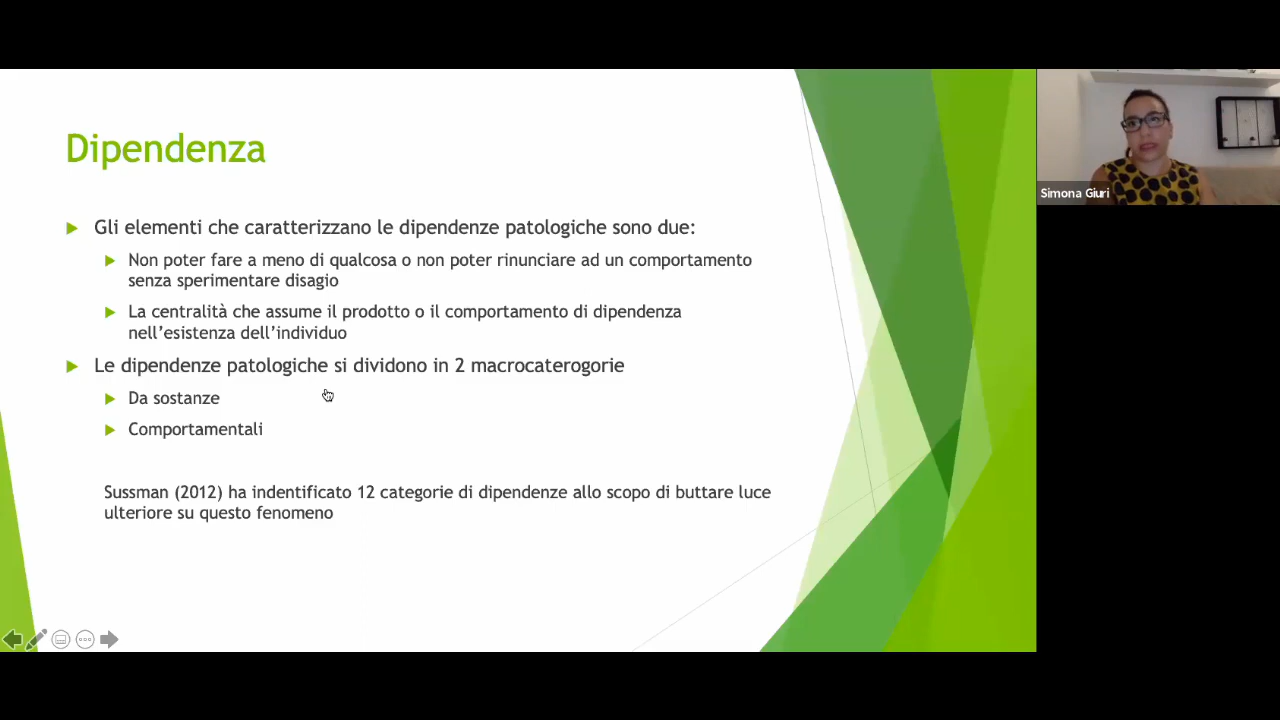 Dipendenza
Gli elementi che caratterizzano le dipendenze patologiche sono due:
Non poter fare a meno di qualcosa o non poter rinunciare ad un comportamento
senza sperimentare disagio
La centralità che assume il prodotto o il comportamento di dipendenza
nell’esistenza dell’individuo
Le dipendenze patologiche si dividono in 2 macrocaterogorie
Da sostanze
Comportamentali
Sussman (2012) ha indentificato 12 categorie di dipendenze allo scopo di buttare luce
ulteriore su questo fenomeno
Simona Giuri